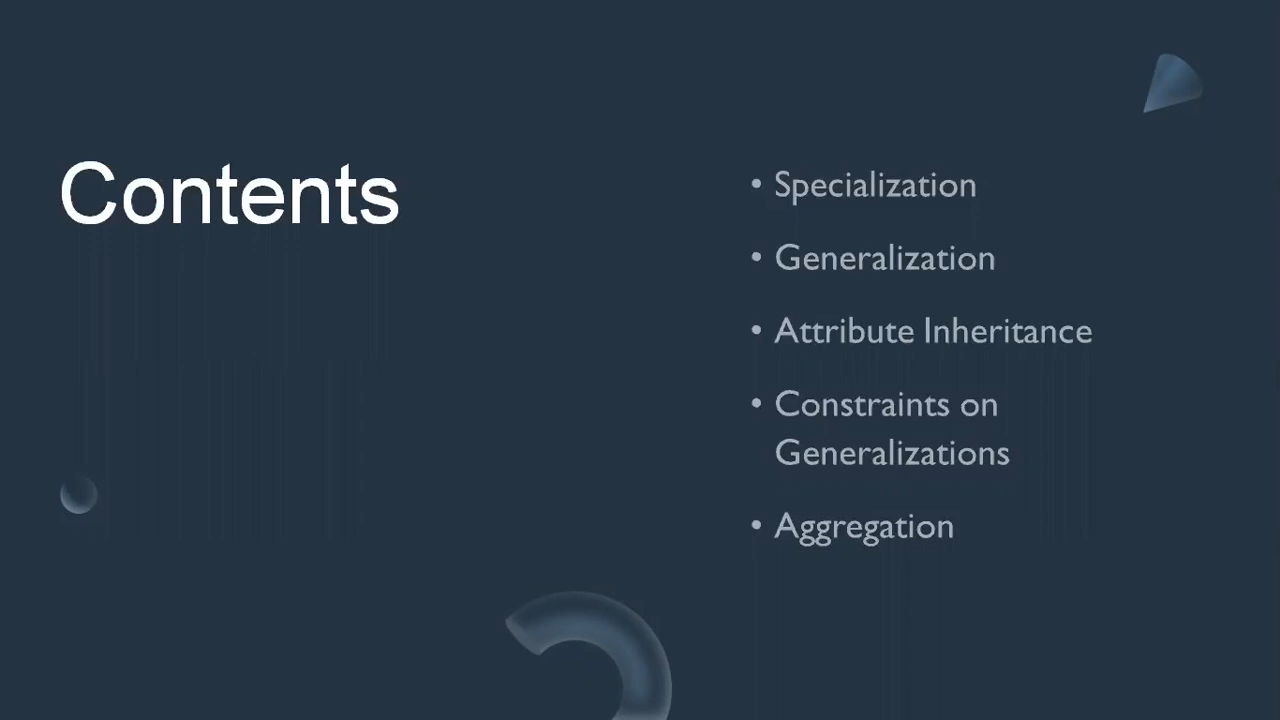 Contents
• Specialization
• Generalization
• Attribute Inheritance
• Constraints on
Generalizations
• Aggregation